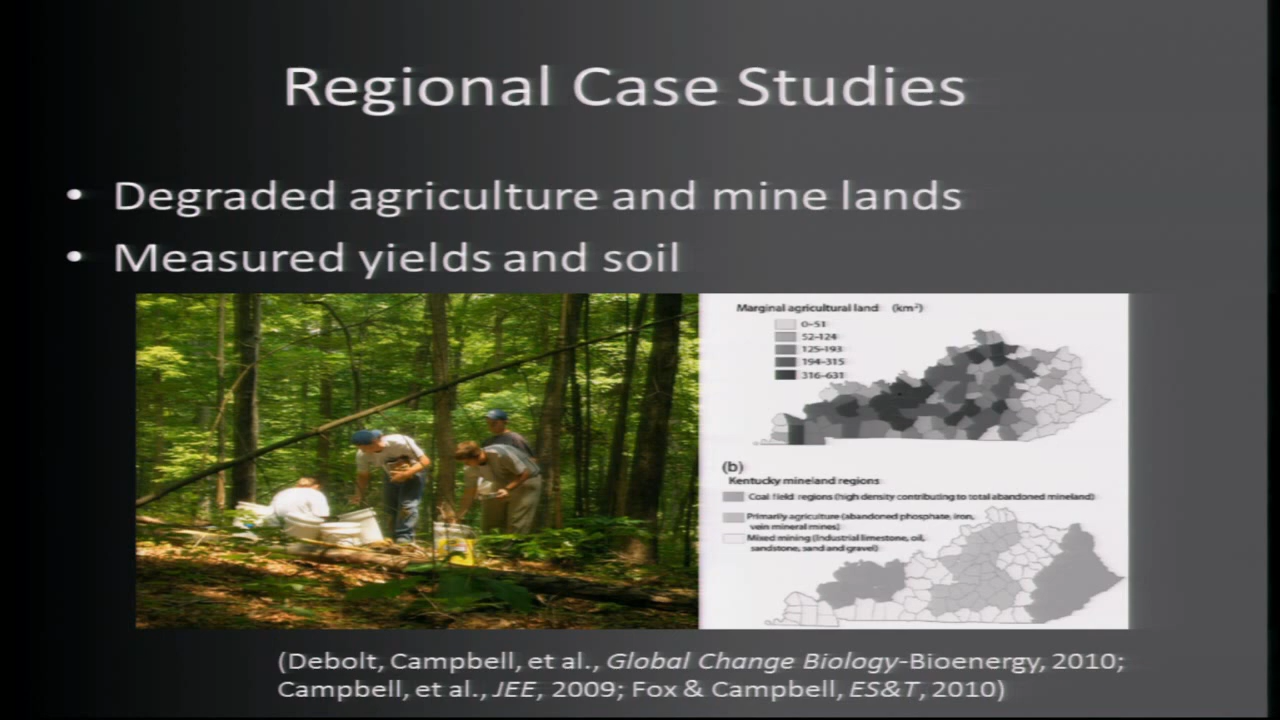 Regional Case Studies
• Degraded agriculture and mine lands
• Measured yields and soil
Marginal agricultural land (km²)
0–51
52–124
125–193
194–315
316–631
(b)
Kentucky mineland regions
Coal field regions (high density contributing to total abandoned mineland)
Primarily agriculture (abandoned phosphate, iron,
vein mineral mines)
Mixed mining (Industrial limestone, oil,
sandstone, sand and gravel)
(Debolt, Campbell, et al., Global Change Biology-Bioenergy, 2010;
Campbell, et al., JEE, 2009; Fox & Campbell, ES&T, 2010)